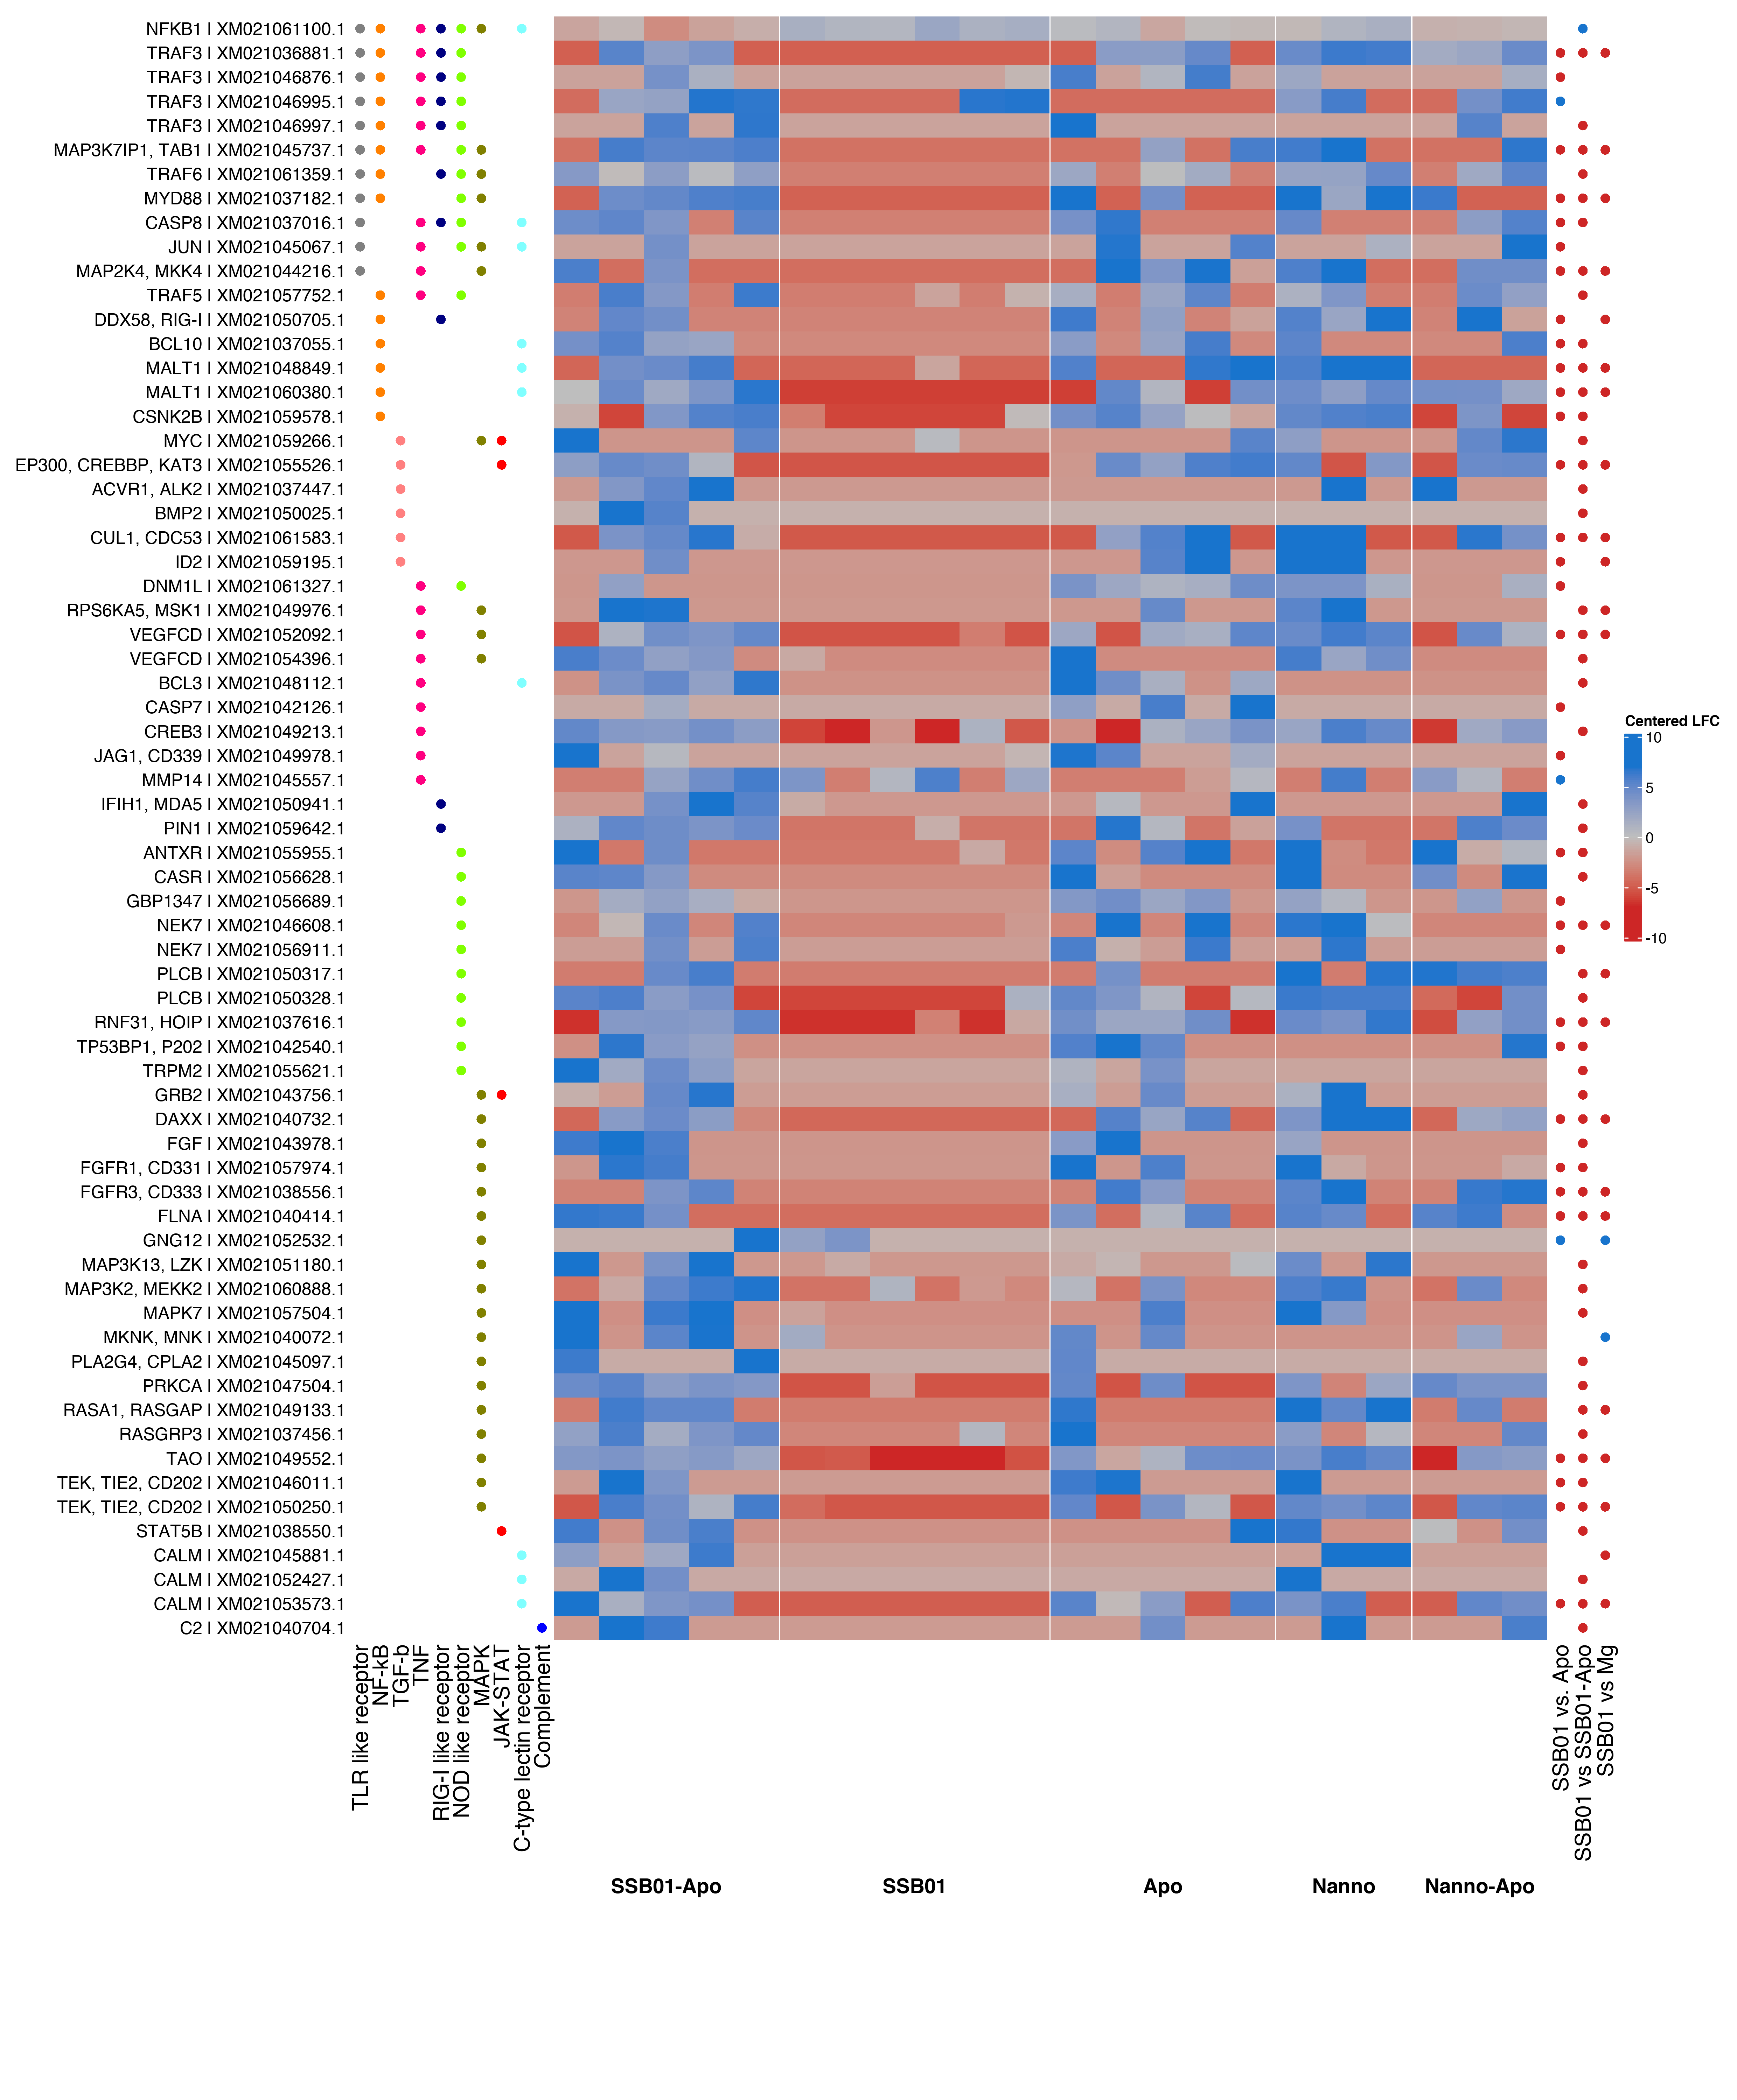 NFKB1 | XM021061100.1
TRAF3 | XM021036881.1
TRAF3 | XM021046876.1
TRAF3 | XM021046995.1
TRAF3 | XM021046997.1
MAP3K7IP1, TAB1 | XM021045737.1
TRAF6 | XM021061359.1
MYD88 | XM021037182.1
CASP8 | XM021037016.1
JUN | XM021045067.1
MAP2K4, MKK4 | XM021044216.1
TRAF5 | XM021057752.1
DDX58, RIG-I | XM021050705.1
BCL10 | XM021037055.1
MALT1 | XM021048849.1
MALT1 | XM021060380.1
CSNK2B | XM021059578.1
MYC | XM021059266.1
EP300, CREBBP, KAT3 | XM021055526.1
ACVR1, ALK2 | XM021037447.1
BMP2 | XM021050025.1
CUL1, CDC53 | XM021061583.1
ID2 | XM021059195.1
DNM1L | XM021061327.1
RPS6KA5, MSK1 | XM021049976.1
VEGFCD | XM021052092.1
VEGFCD | XM021054396.1
BCL3 | XM021048112.1
CASP7 | XM021042126.1
CREB3 | XM021049213.1
JAG1, CD339 | XM021049978.1
MMP14 | XM021045557.1
IFIH1, MDA5 | XM021050941.1
PIN1 | XM021059642.1
ANTXR | XM021055955.1
CASR | XM021056628.1
GBP1347 | XM021056689.1
NEK7 | XM021046608.1
NEK7 | XM021056911.1
PLCB | XM021050317.1
PLCB | XM021050328.1
RNF31, HOIP | XM021037616.1
TP53BP1, P202 | XM021042540.1
TRPM2 | XM021055621.1
GRB2 | XM021043756.1
DAXX | XM021040732.1
FGF | XM021043978.1
FGFR1, CD331 | XM021057974.1
FGFR3, CD333 | XM021038556.1
FLNA | XM021040414.1
GNG12 | XM021052532.1
MAP3K13, LZK | XM021051180.1
MAP3K2, MEKK2 | XM021060888.1
MAPK7 | XM021057504.1
MKNK, MNK | XM021040072.1
PLA2G4, CPLA2 | XM021045097.1
PRKCA | XM021047504.1
RASA1, RASGAP | XM021049133.1
RASGRP3 | XM021037456.1
TAO | XM021049552.1
TEK, TIE2, CD202 | XM021046011.1
TEK, TIE2, CD202 | XM021050250.1
STAT5B | XM021038550.1
CALM | XM021045881.1
CALM | XM021052427.1
CALM | XM021053573.1
C2 | XM021040704.1
Centered LFC
10
5
0
-5
-10
TLR like receptor
NF-kB
TGF-b
TNF
RIG-I like receptor
NOD like receptor
MAPK
JAK-STAT
C-type lectin receptor
Complement
SSB01 vs. Apo
SSB01 vs SSB01-Apo
SSB01 vs Mg
SSB01-Apo
SSB01
Apo
Nanno
Nanno-Apo